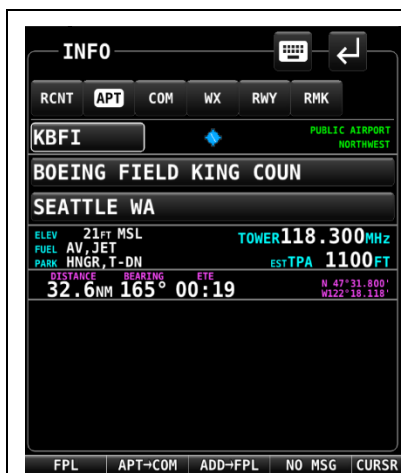 INFO
RCNT APT COM WX RWY RMK
KBFI PUBLIC AIRPORT
NORTHWEST
BOEING FIELD KING COUN
SEATTLE WA
ELEV 21FT MSL TOWER118.300MHz
FUEL AV,JET
PARK HNGR,T-DN ESTTPA 1100FT
DISTANCE BEARING ETE
32.6NM 165° 00:19 N 47°31.800'
W122°18.118'
FPL APT→COM ADD→FPL NO MSG CURSR